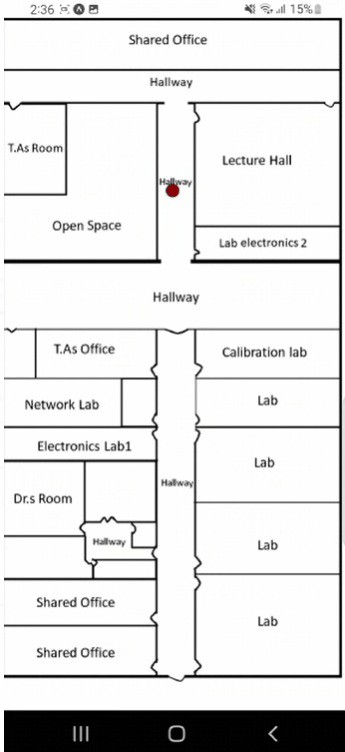 2:36 15%
Shared Office
Hallway
T.As Room
Lecture Hall
Hallway
Open Space
Lab electronics 2
Hallway
T.As Office
Calibration lab
Network Lab
Lab
Electronics Lab1
Lab
Hallway
Dr.s Room
Hallway
Lab
Shared Office
Lab
Shared Office